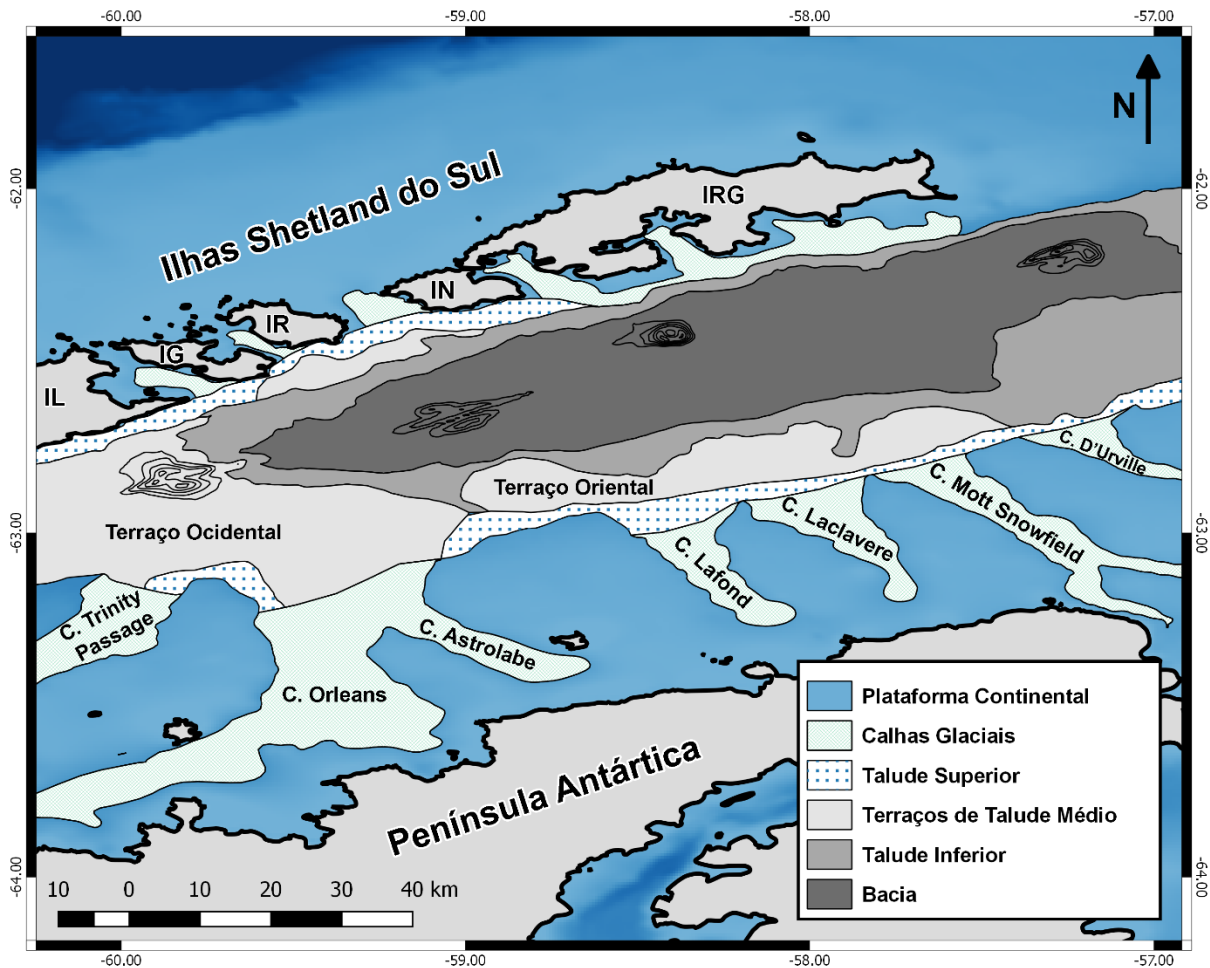 -60.00
-59.00
-58.00
-57.00
N
-62.00
-62.00
Ilhas Shetland do Sul
IRG
IN
IR
IG
IL
C. D'Urville
Terraço Oriental
C. Mott Snowfield
C. Laclavere
Terraço Ocidental
-63.00
-63.00
C. Lafond
C. Trinity
Passage
C. Astrolabe
C. Orleans
Península Antártica
Plataforma Continental
Calhas Glaciais
Talude Superior
Terraços de Talude Médio
Talude Inferior
Bacia
-64.00
-64.00
10
0
10
20
30
40 km
-60.00
-59.00
-58.00
-57.00